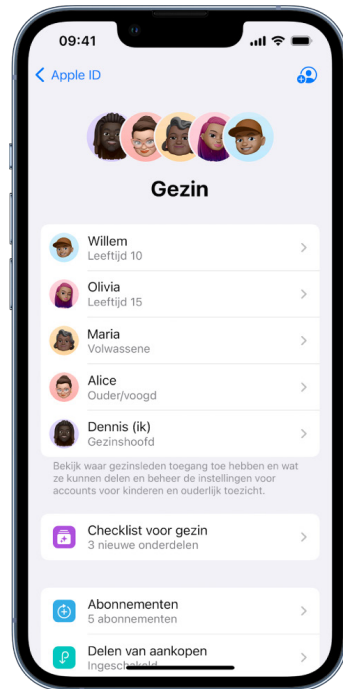 09:41
Apple ID
Gezin
Willem
Leeftijd 10
Olivia
Leeftijd 15
Maria
Volwassene
Alice
Ouder/voogd
Dennis (ik)
Gezinshoofd
Bekijk waar gezinsleden toegang toe hebben en wat
ze kunnen delen en beheer de instellingen voor
accounts voor kinderen en ouderlijk toezicht.
Checklist voor gezin
3 nieuwe onderdelen
Abonnementen
5 abonnementen
Delen van aankopen
Ingeschakeld